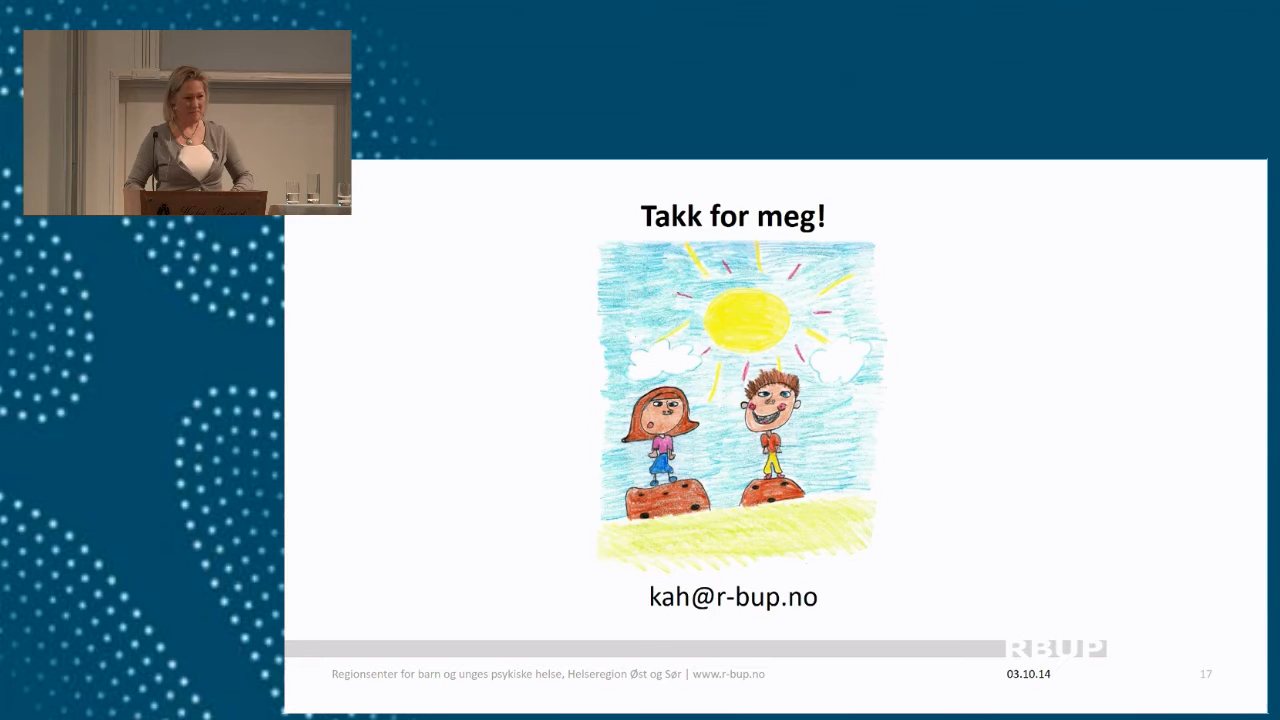 Takk for meg!
kah@r-bup.no
RBUP
Regionsenter for barn og unges psykiske helse, Helseregion Øst og Sør | www.r-bup.no
03.10.14
17